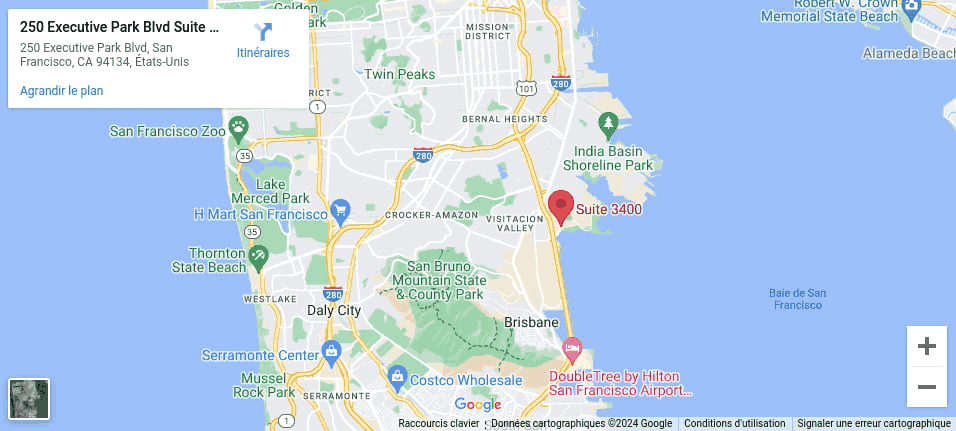 250 Executive Park Blvd Suite ...
250 Executive Park Blvd, San
Francisco, CA 94134, États-Unis
Itinéraires
Agrandir le plan
Golden
Park
MISSION
DISTRICT
Robert W. Crown
Memorial State Beach
Alameda Beach
Twin Peaks
RICT
1
101
280
BERNAL HEIGHTS
San Francisco Zoo
35
280
India Basin
Shoreline Park
Lake
Merced Park
H Mart San Francisco
CROCKER-AMAZON
VISITACION
VALLEY
Suite 3400
35
Thornton
State Beach
San Bruno
Mountain State
& County Park
WESTLAKE
280
Daly City
Baie de San
Francisco
Brisbane
Serramonte Center
Mussel
Rock Park
SERRAMONTE
Costco Wholesale
DoubleTree by Hilton
San Francisco Airport...
Google
1
Raccourcis clavier
Données cartographiques ©2024 Google
Conditions d'utilisation
Signaler une erreur cartographique